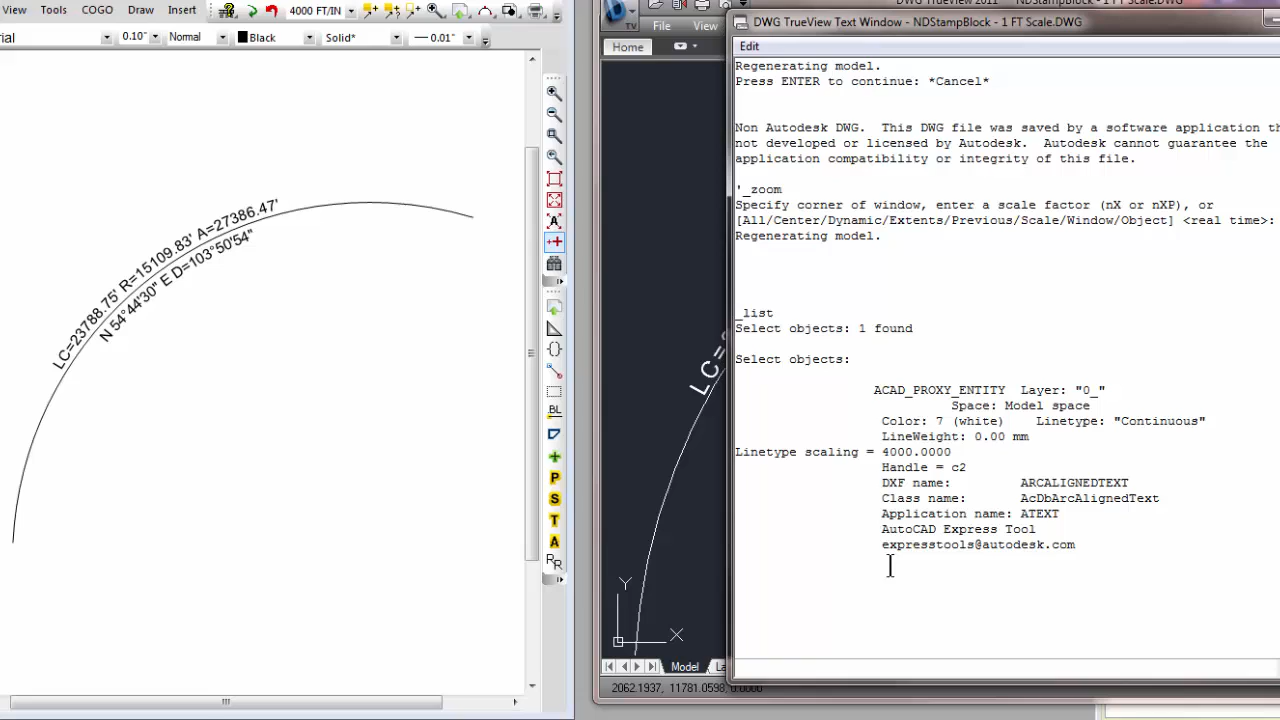 View COGO Draw Insert
4000 FT/IN
0.10" Normal Black Solid* 0.01"
LC=23788.75' R=15109.83' A=27386.47'
N 54°44'30" E D=103°50'54"
A
BL
P
S
T
A
RR
TV
File View
Home
LC=
Y
X
Model
2062.1937, 11781.0598, 0.0000
DWG TrueView Text Window - NDStampBlock - 1 FT Scale.DWG
Edit
Regenerating model.
Press ENTER to continue: *Cancel*
Non Autodesk DWG. This DWG file was saved by a software application
not developed or licensed by Autodesk. Autodesk cannot guarantee the
application compatibility or integrity of this file.
'_zoom
Specify corner of window, enter a scale factor (nX or nXP), or
[All/Center/Dynamic/Extents/Previous/Scale/Window/Object] <real time>:
Regenerating model.
_list
Select objects: 1 found
Select objects:
ACAD_PROXY_ENTITY Layer: "0_"
Space: Model space
Color: 7 (white) Linetype: "Continuous"
LineWeight: 0.00 mm
Linetype scaling = 4000.0000
Handle = c2
DXF name: ARCALIGNEDTEXT
Class name: AcDbArcAlignedText
Application name: ATEXT
AutoCAD Express Tool
expresstools@autodesk.com